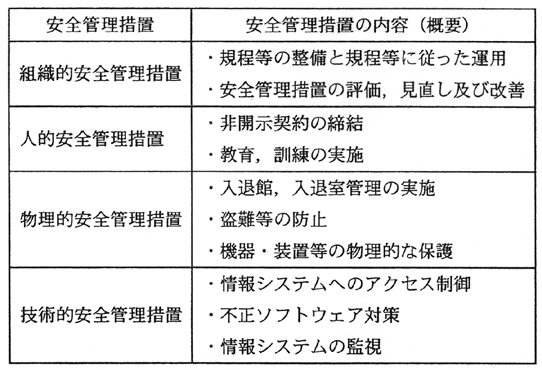 安全管理措置 安全管理措置の内容（概要）
組織的安全管理措置
・規程等の整備と規程等に従った運用
・安全管理措置の評価，見直し及び改善
人的安全管理措置
・非開示契約の締結
・教育，訓練の実施
物理的安全管理措置
・入退館，入退室管理の実施
・盗難等の防止
・機器・装置等の物理的な保護
技術的安全管理措置
・情報システムへのアクセス制御
・不正ソフトウェア対策
・情報システムの監視